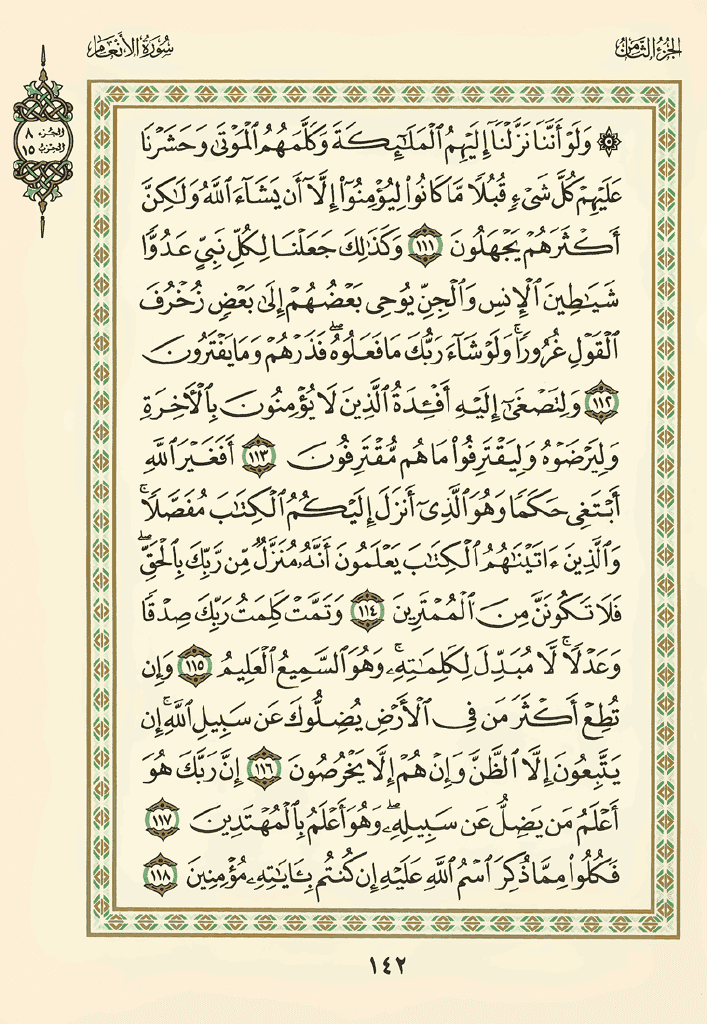 الجزء الثامن
سورة الأنعام
الجزء ٨
الحزب ١٥
۞ وَلَوْ أَنَّنَا نَزَّلْنَا إِلَيْهِمُ ٱلْمَلَٰٓئِكَةَ وَكَلَّمَهُمُ ٱلْمَوْتَىٰ وَحَشَرْنَا
عَلَيْهِمْ كُلَّ شَىْءٍ قُبُلًا مَّا كَانُوا۟ لِيُؤْمِنُوٓا۟ إِلَّآ أَن يَشَآءَ ٱللَّهُ وَلَٰكِنَّ
أَكْثَرَهُمْ يَجْهَلُونَ ١١١ وَكَذَٰلِكَ جَعَلْنَا لِكُلِّ نَبِىٍّ عَدُوًّا
شَيَٰطِينَ ٱلْإِنسِ وَٱلْجِنِّ يُوحِى بَعْضُهُمْ إِلَىٰ بَعْضٍ زُخْرُفَ
ٱلْقَوْلِ غُرُورًا ۚ وَلَوْ شَآءَ رَبُّكَ مَا فَعَلُوهُ ۖ فَذَرْهُمْ وَمَا يَفْتَرُونَ
١١٢ وَلِتَصْغَىٰٓ إِلَيْهِ أَفْـِٔدَةُ ٱلَّذِينَ لَا يُؤْمِنُونَ بِٱلْءَاخِرَةِ
وَلِيَرْضَوْهُ وَلِيَقْتَرِفُوا۟ مَا هُم مُّقْتَرِفُونَ ١١٣ أَفَغَيْرَ ٱللَّهِ
أَبْتَغِى حَكَمًا وَهُوَ ٱلَّذِىٓ أَنزَلَ إِلَيْكُمُ ٱلْكِتَٰبَ مُفَصَّلًا ۚ
وَٱلَّذِينَ ءَاتَيْنَٰهُمُ ٱلْكِتَٰبَ يَعْلَمُونَ أَنَّهُۥ مُنَزَّلٌ مِّن رَّبِّكَ بِٱلْحَقِّ ۖ
فَلَا تَكُونَنَّ مِنَ ٱلْمُمْتَرِينَ ١١٤ وَتَمَّتْ كَلِمَتُ رَبِّكَ صِدْقًا
وَعَدْلًا ۚ لَّا مُبَدِّلَ لِكَلِمَٰتِهِۦ ۚ وَهُوَ ٱلسَّمِيعُ ٱلْعَلِيمُ ١١٥ وَإِن
تُطِعْ أَكْثَرَ مَن فِى ٱلْأَرْضِ يُضِلُّوكَ عَن سَبِيلِ ٱللَّهِ ۚ إِن
يَتَّبِعُونَ إِلَّا ٱلظَّنَّ وَإِنْ هُمْ إِلَّا يَخْرُصُونَ ١١٦ إِنَّ رَبَّكَ هُوَ
أَعْلَمُ مَن يَضِلُّ عَن سَبِيلِهِۦ ۖ وَهُوَ أَعْلَمُ بِٱلْمُهْتَدِينَ ١١٧
فَكُلُوا۟ مِمَّا ذُكِرَ ٱسْمُ ٱللَّهِ عَلَيْهِ إِن كُنتُم بِـَٔايَٰتِهِۦ مُؤْمِنِينَ ١١٨
١٤٢